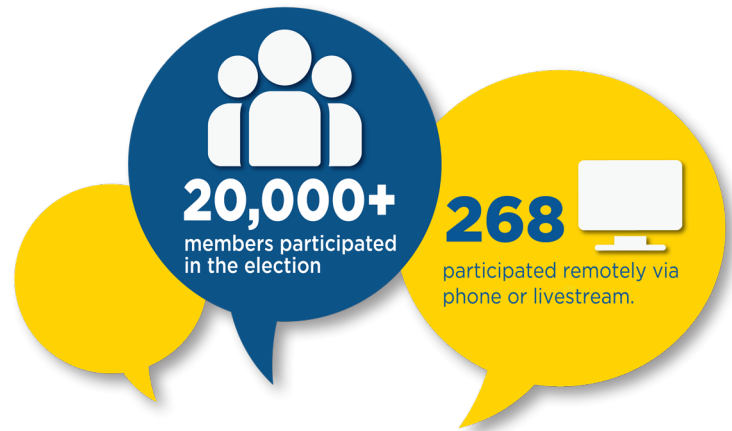 20,000+
members participated
in the election
268
participated remotely via
phone or livestream.